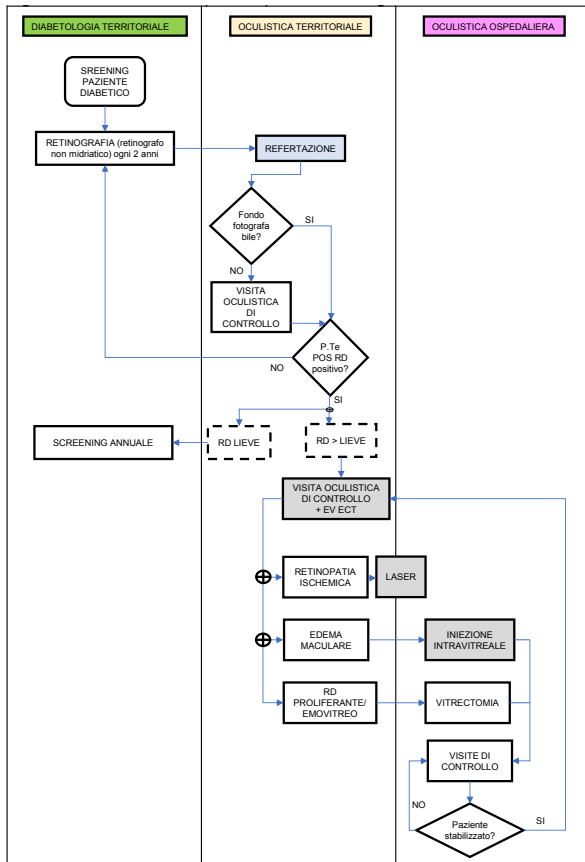 DIABETOLOGIA TERRITORIALE
OCULISTICA TERRITORIALE
OCULISTICA OSPEDALIERA
SREENING
PAZIENTE
DIABETICO
RETINOGRAFIA (retinografo
non midriatico) ogni 2 anni
REFERTAZIONE
Fondo
fotografa
bile?
SI
NO
VISITA
OCULISTICA
DI
CONTROLLO
P.Te
POS RD
positivo?
NO
SI
SCREENING ANNUALE
RD LIEVE
RD > LIEVE
VISITA OCULISTICA
DI CONTROLLO
+ EV ECT
RETINOPATIA
ISCHEMICA
LASER
EDEMA
MACULARE
INIEZIONE
INTRAVITREALE
RD
PROLIFERANTE/
EMOVITREO
VITRECTOMIA
VISITE DI
CONTROLLO
NO
SI
Paziente
stabilizzato?